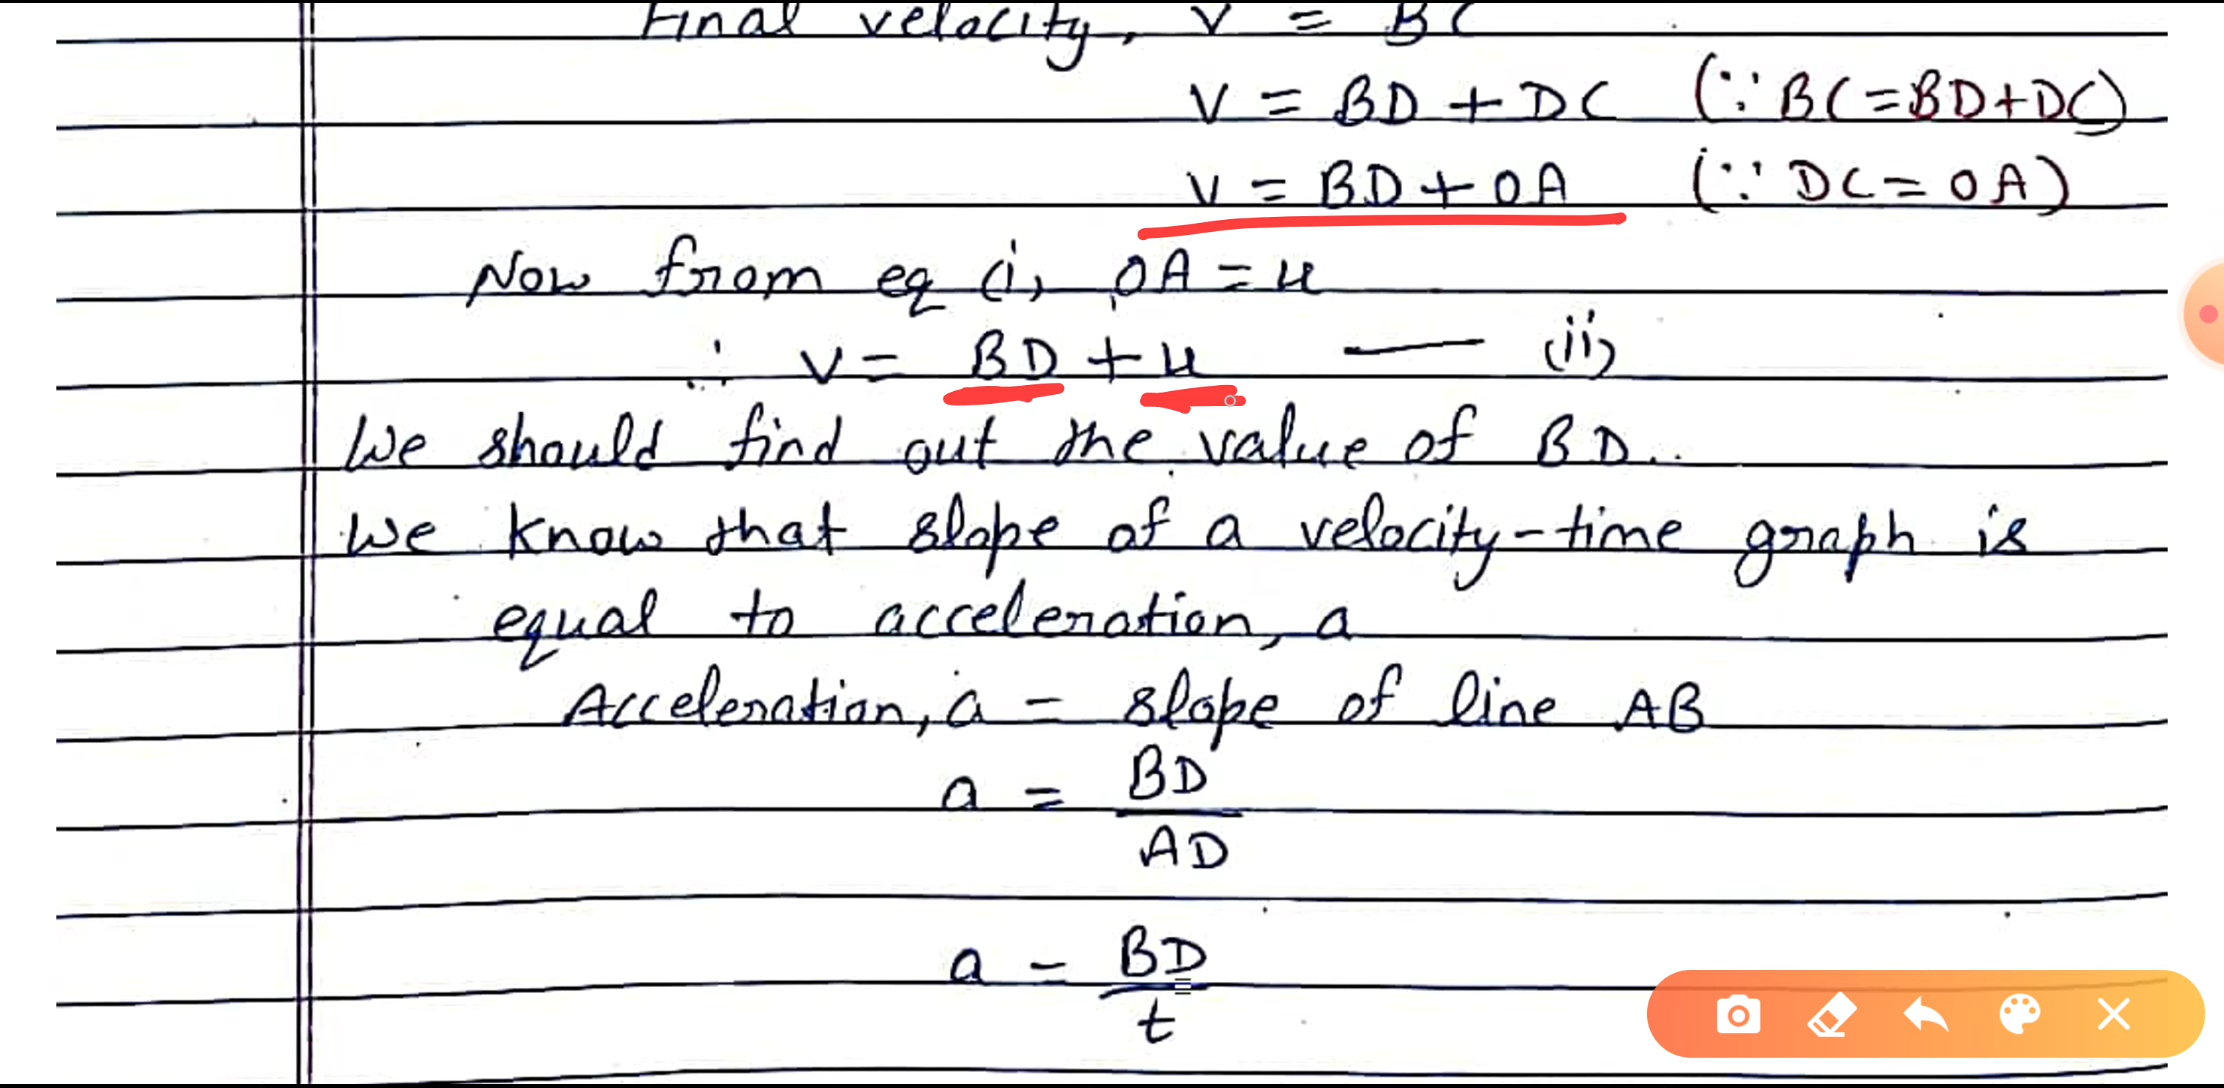 Final velocity, v = BC
v = BD + DC (∵ BC = BD + DC)
v = BD + OA (∵ DC = OA)
Now from eq (i), OA = u
∴ v = BD + u — (ii)
We should find out the value of BD.
We know that slope of a velocity-time graph is
equal to acceleration, a
Acceleration, a = slope of line AB
a = BD
AD
a = BD
t